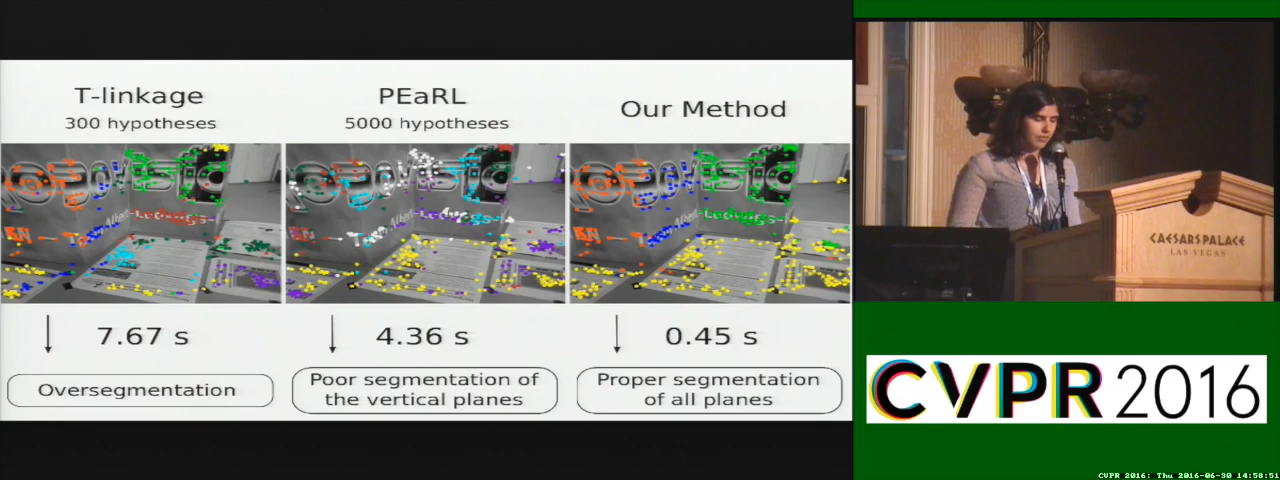 T-linkage
300 hypotheses
PEaRL
5000 hypotheses
Our Method
7.67 s
4.36 s
0.45 s
Oversegmentation
Poor segmentation of
the vertical planes
Proper segmentation
of all planes
CAESARS PALACE
LAS VEGAS
CVPR 2016
CVPR 2016: Thu 2016-06-30 14:58:51